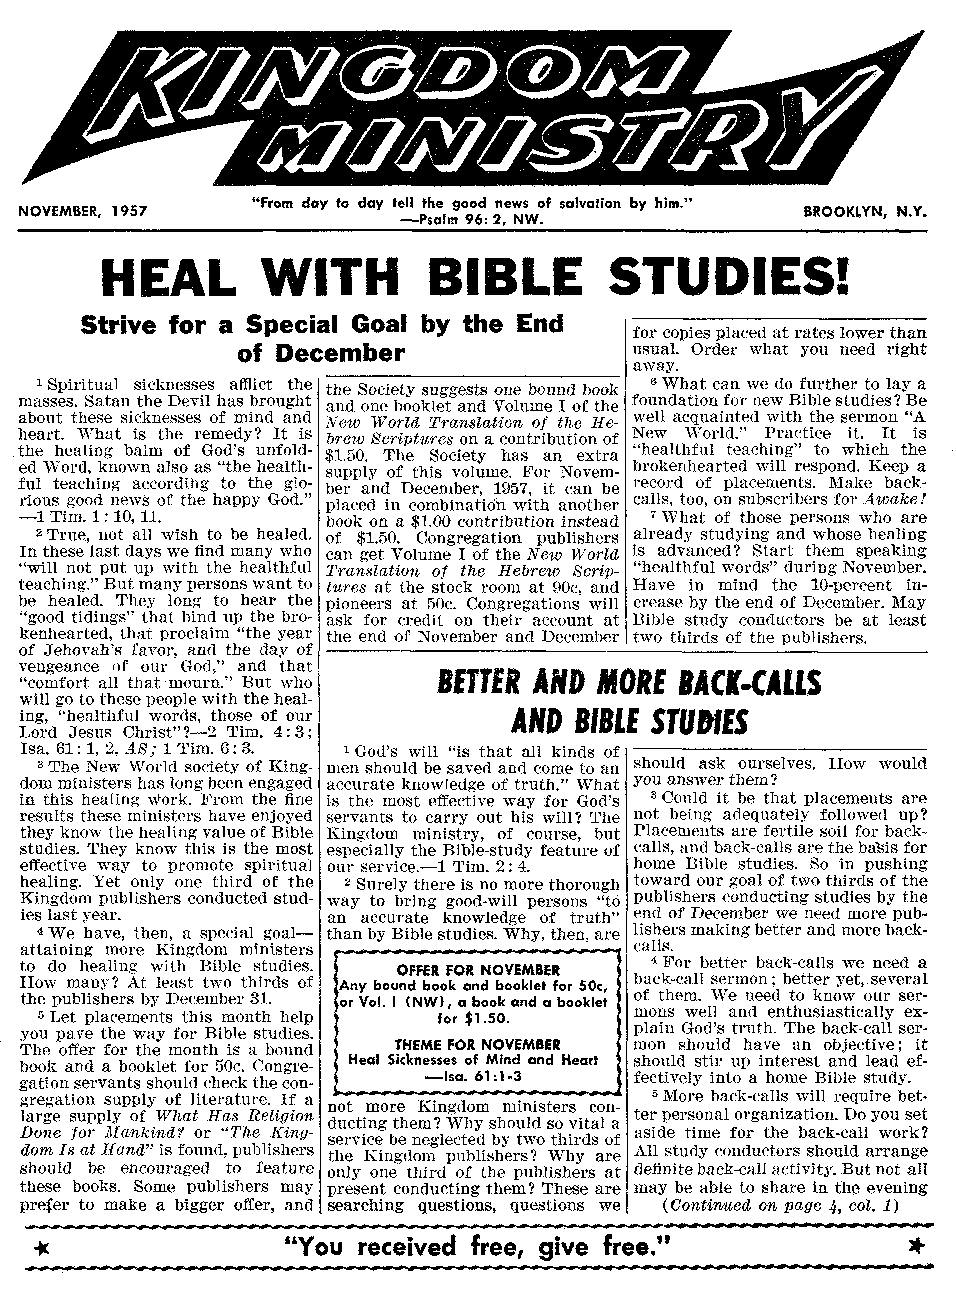 KINGDOM
MINISTRY
NOVEMBER, 1957
"From day to day tell the good news of salvation by him."
—Psalm 96: 2, NW.
BROOKLYN, N.Y.
HEAL WITH BIBLE STUDIES!
Strive for a Special Goal by the End
of December
¹ Spiritual sicknesses afflict the
masses. Satan the Devil has brought
about these sicknesses of mind and
heart. What is the remedy? It is
the healing balm of God's unfold-
ed Word, known also as "the health-
ful teaching according to the glo-
rious good news of the happy God."
—1 Tim. 1: 10, 11.
² True, not all wish to be healed.
In these last days we find many who
"will not put up with the healthful
teaching." But many persons want to
be healed. They long to hear the
"good tidings" that bind up the bro-
kenhearted, that proclaim "the year
of Jehovah's favor, and the day of
vengeance of our God," and that
"comfort all that mourn." But who
will go to these people with the heal-
ing, "healthful words, those of our
Lord Jesus Christ"?—2 Tim. 4: 3;
Isa. 61: 1, 2, AS; 1 Tim. 6: 3.
³ The New World society of King-
dom ministers has long been engaged
in this healing work. From the fine
results these ministers have enjoyed
they know the healing value of Bible
studies. They know this is the most
effective way to promote spiritual
healing. Yet only one third of the
Kingdom publishers conducted stud-
ies last year.
⁴ We have, then, a special goal—
attaining more Kingdom ministers
to do healing with Bible studies.
How many? At least two thirds of
the publishers by December 31.
⁵ Let placements this month help
you pave the way for Bible studies.
The offer for the month is a bound
book and a booklet for 50c. Congre-
gation servants should check the con-
gregation supply of literature. If a
large supply of What Has Religion
Done for Mankind? or "The King-
dom Is at Hand" is found, publishers
should be encouraged to feature
these books. Some publishers may
prefer to make a bigger offer, and
the Society suggests one bound book
and one booklet and Volume I of the
New World Translation of the He-
brew Scriptures on a contribution of
$1.50. The Society has an extra
supply of this volume. For Novem-
ber and December, 1957, it can be
placed in combination with another
book on a $1.00 contribution instead
of $1.50. Congregation publishers
can get Volume I of the New World
Translation of the Hebrew Scrip-
tures at the stock room at 90c, and
pioneers at 50c. Congregations will
ask for credit on their account at
the end of November and December
for copies placed at rates lower than
usual. Order what you need right
away.
⁶ What can we do further to lay a
foundation for new Bible studies? Be
well acquainted with the sermon "A
New World." Practice it. It is
"healthful teaching" to which the
brokenhearted will respond. Keep a
record of placements. Make back-
calls, too, on subscribers for Awake!
⁷ What of those persons who are
already studying and whose healing
is advanced? Start them speaking
"healthful words" during November.
Have in mind the 10-percent in-
crease by the end of December. May
Bible study conductors be at least
two thirds of the publishers.
BETTER AND MORE BACK-CALLS
AND BIBLE STUDIES
¹ God's will "is that all kinds of
men should be saved and come to an
accurate knowledge of truth." What
is the most effective way for God's
servants to carry out his will? The
Kingdom ministry, of course, but
especially the Bible-study feature of
our service.—1 Tim. 2: 4.
² Surely there is no more thorough
way to bring good-will persons "to
an accurate knowledge of truth"
than by Bible studies. Why, then, are
OFFER FOR NOVEMBER
Any bound book and booklet for 50c,
or Vol. I (NW), a book and a booklet
for $1.50.
THEME FOR NOVEMBER
Heal Sicknesses of Mind and Heart
—Isa. 61:1-3
not more Kingdom ministers con-
ducting them? Why should so vital a
service be neglected by two thirds of
the Kingdom publishers? Why are
only one third of the publishers at
present conducting them? These are
searching questions, questions we
should ask ourselves. How would
you answer them?
³ Could it be that placements are
not being adequately followed up?
Placements are fertile soil for back-
calls, and back-calls are the basis for
home Bible studies. So in pushing
toward our goal of two thirds of the
publishers conducting studies by the
end of December we need more pub-
lishers making better and more back-
calls.
⁴ For better back-calls we need a
back-call sermon; better yet, several
of them. We need to know our ser-
mons well and enthusiastically ex-
plain God's truth. The back-call ser-
mon should have an objective; it
should stir up interest and lead ef-
fectively into a home Bible study.
⁵ More back-calls will require bet-
ter personal organization. Do you set
aside time for the back-call work?
All study conductors should arrange
definite back-call activity. But not all
may be able to share in the evening
(Continued on page 4, col. 1)
"You received free, give free."